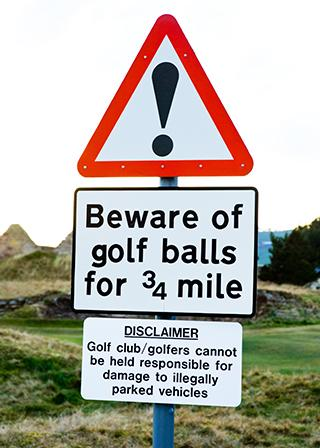 !
Beware of
golf balls
for ¾ mile
DISCLAIMER
Golf club/golfers cannot
be held responsible for
damage to illegally
parked vehicles